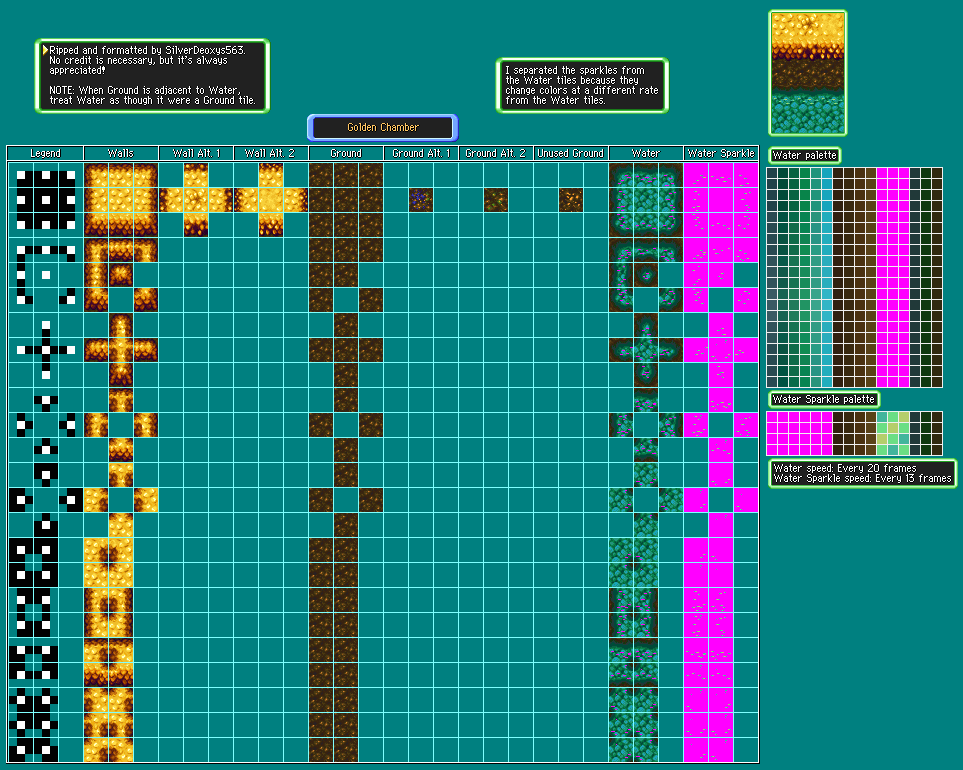 Ripped and formatted by SilverDeoxys563.
No credit is necessary, but it's always
appreciated!
NOTE: When Ground is adjacent to Water,
treat Water as though it were a Ground tile.
I separated the sparkles from
the Water tiles because they
change colors at a different rate
from the Water tiles.
Golden Chamber
Legend Walls Wall Alt. 1 Wall Alt. 2 Ground Ground Alt. 1 Ground Alt. 2 Unused Ground Water Water Sparkle
Water palette
Water Sparkle palette
Water speed: Every 20 frames
Water Sparkle speed: Every 13 frames